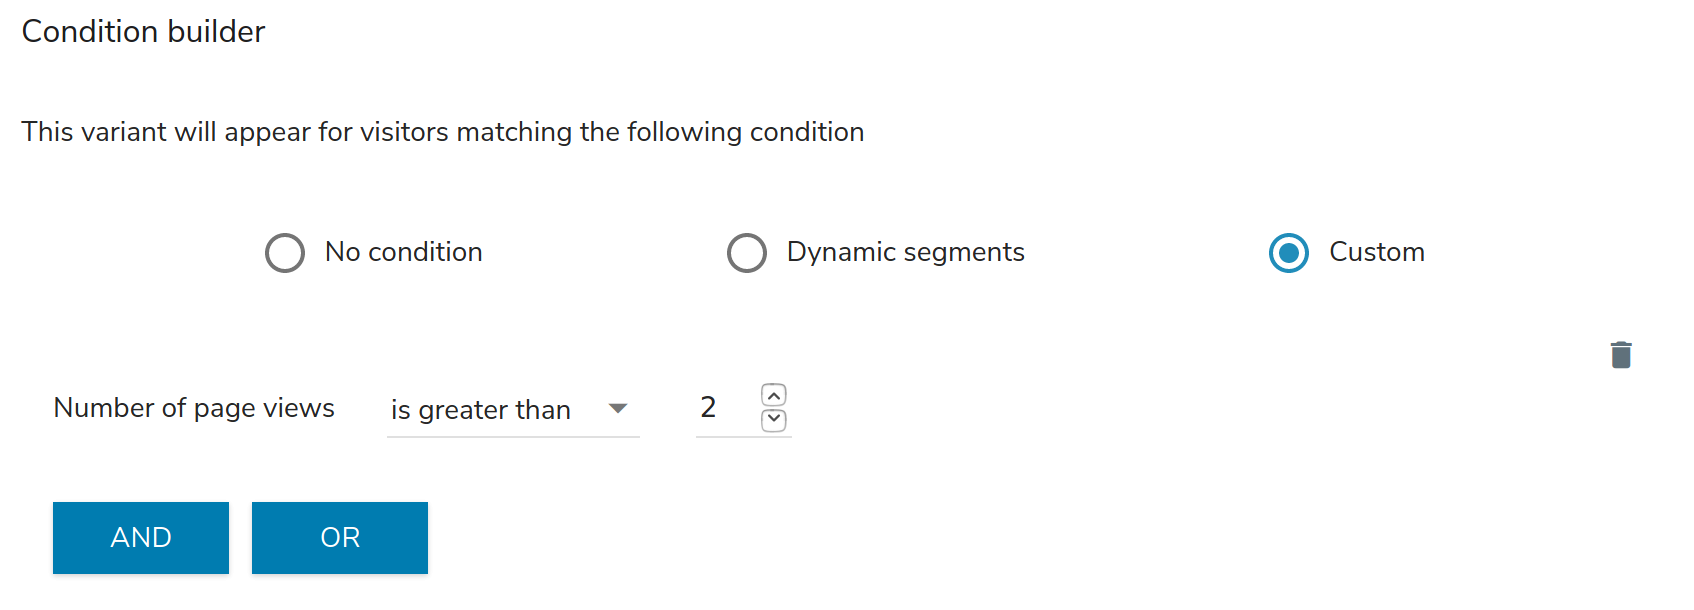 Condition builder
This variant will appear for visitors matching the following condition
No condition Dynamic segments Custom
Number of page views is greater than 2
AND OR